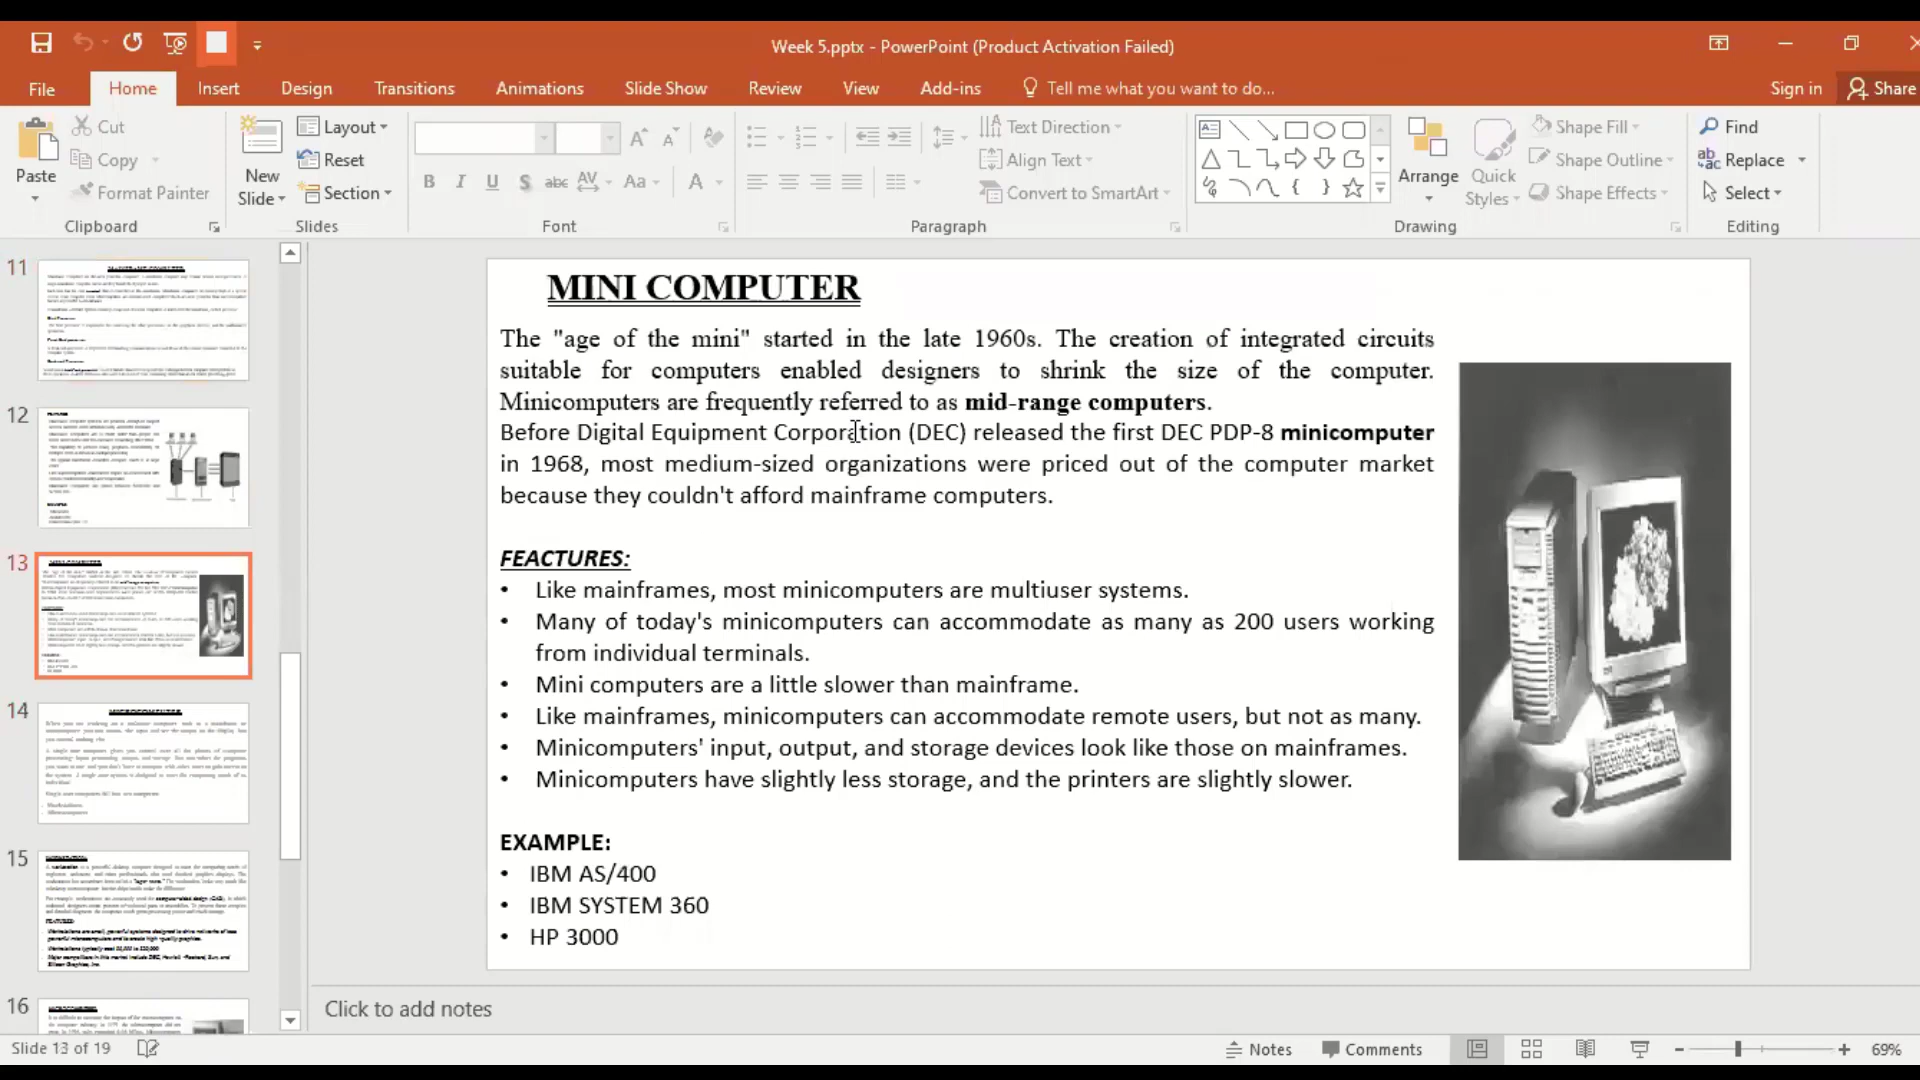 Week 5.pptx - PowerPoint (Product Activation Failed)
File Home Insert Design Transitions Animations Slide Show Review View Add-ins Tell me what you want to do... Sign in Share
Cut
Copy
Format Painter
Paste
Clipboard
New Slide
Layout
Reset
Section
Slides
Font
Text Direction
Align Text
Convert to SmartArt
Paragraph
Arrange
Quick Styles
Shape Fill
Shape Outline
Shape Effects
Drawing
Find
Replace
Select
Editing
11
12
13
14
15
16
MINI COMPUTER
The "age of the mini" started in the late 1960s. The creation of integrated circuits
suitable for computers enabled designers to shrink the size of the computer.
Minicomputers are frequently referred to as mid-range computers.
Before Digital Equipment Corporation (DEC) released the first DEC PDP-8 minicomputer
in 1968, most medium-sized organizations were priced out of the computer market
because they couldn't afford mainframe computers.
FEACTURES:
• Like mainframes, most minicomputers are multiuser systems.
• Many of today's minicomputers can accommodate as many as 200 users working
from individual terminals.
• Mini computers are a little slower than mainframe.
• Like mainframes, minicomputers can accommodate remote users, but not as many.
• Minicomputers' input, output, and storage devices look like those on mainframes.
• Minicomputers have slightly less storage, and the printers are slightly slower.
EXAMPLE:
• IBM AS/400
• IBM SYSTEM 360
• HP 3000
Click to add notes
Slide 13 of 19
Notes
Comments
69%